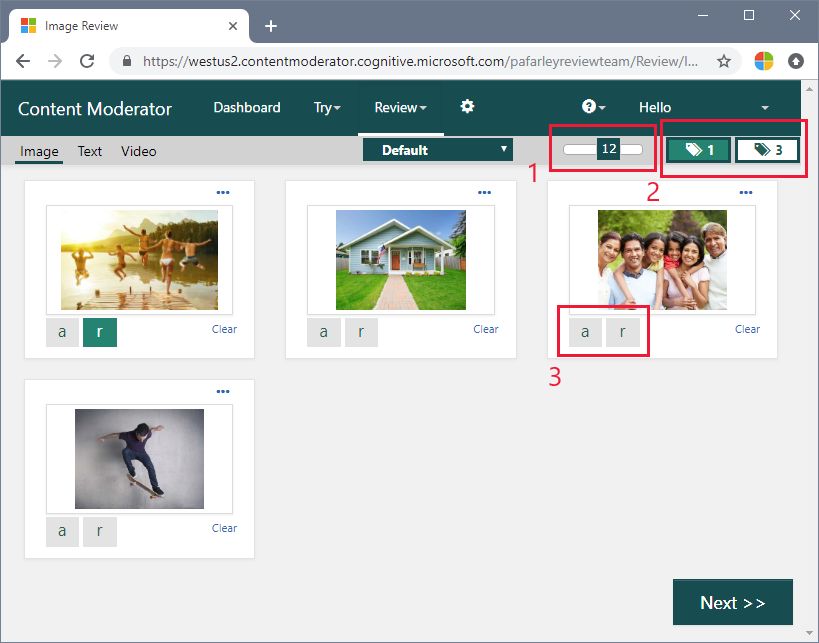 Image Review
https://westus2.contentmoderator.cognitive.microsoft.com/pafarleyreviewteam/Review/I...
Content Moderator Dashboard Try Review ? Hello
Image Text Video Default 12 1 3
1
2
a r Clear
a r Clear
a r Clear
3
a r Clear
Next >>